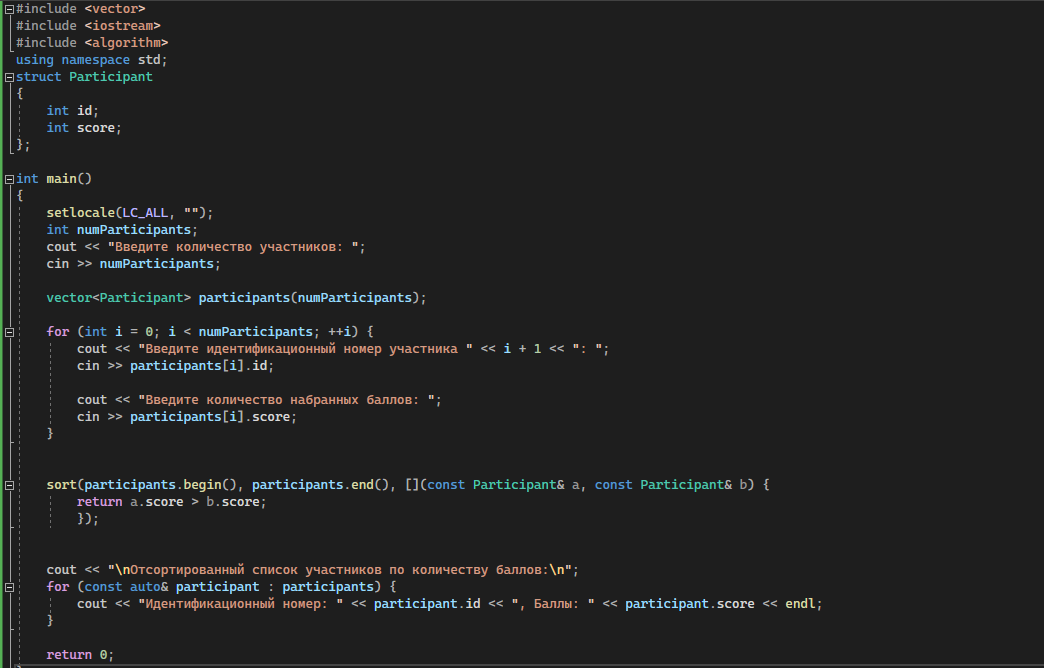 #include <vector>
#include <iostream>
#include <algorithm>
using namespace std;
struct Participant
{
    int id;
    int score;
};

int main()
{
    setlocale(LC_ALL, "");
    int numParticipants;
    cout << "Введите количество участников: ";
    cin >> numParticipants;

    vector<Participant> participants(numParticipants);

    for (int i = 0; i < numParticipants; ++i) {
        cout << "Введите идентификационный номер участника " << i + 1 << ": ";
        cin >> participants[i].id;

        cout << "Введите количество набранных баллов: ";
        cin >> participants[i].score;
    }

    sort(participants.begin(), participants.end(), [](const Participant& a, const Participant& b) {
        return a.score > b.score;
        });

    cout << "\nОтсортированный список участников по количеству баллов:\n";
    for (const auto& participant : participants) {
        cout << "Идентификационный номер: " << participant.id << ", Баллы: " << participant.score << endl;
    }

    return 0;